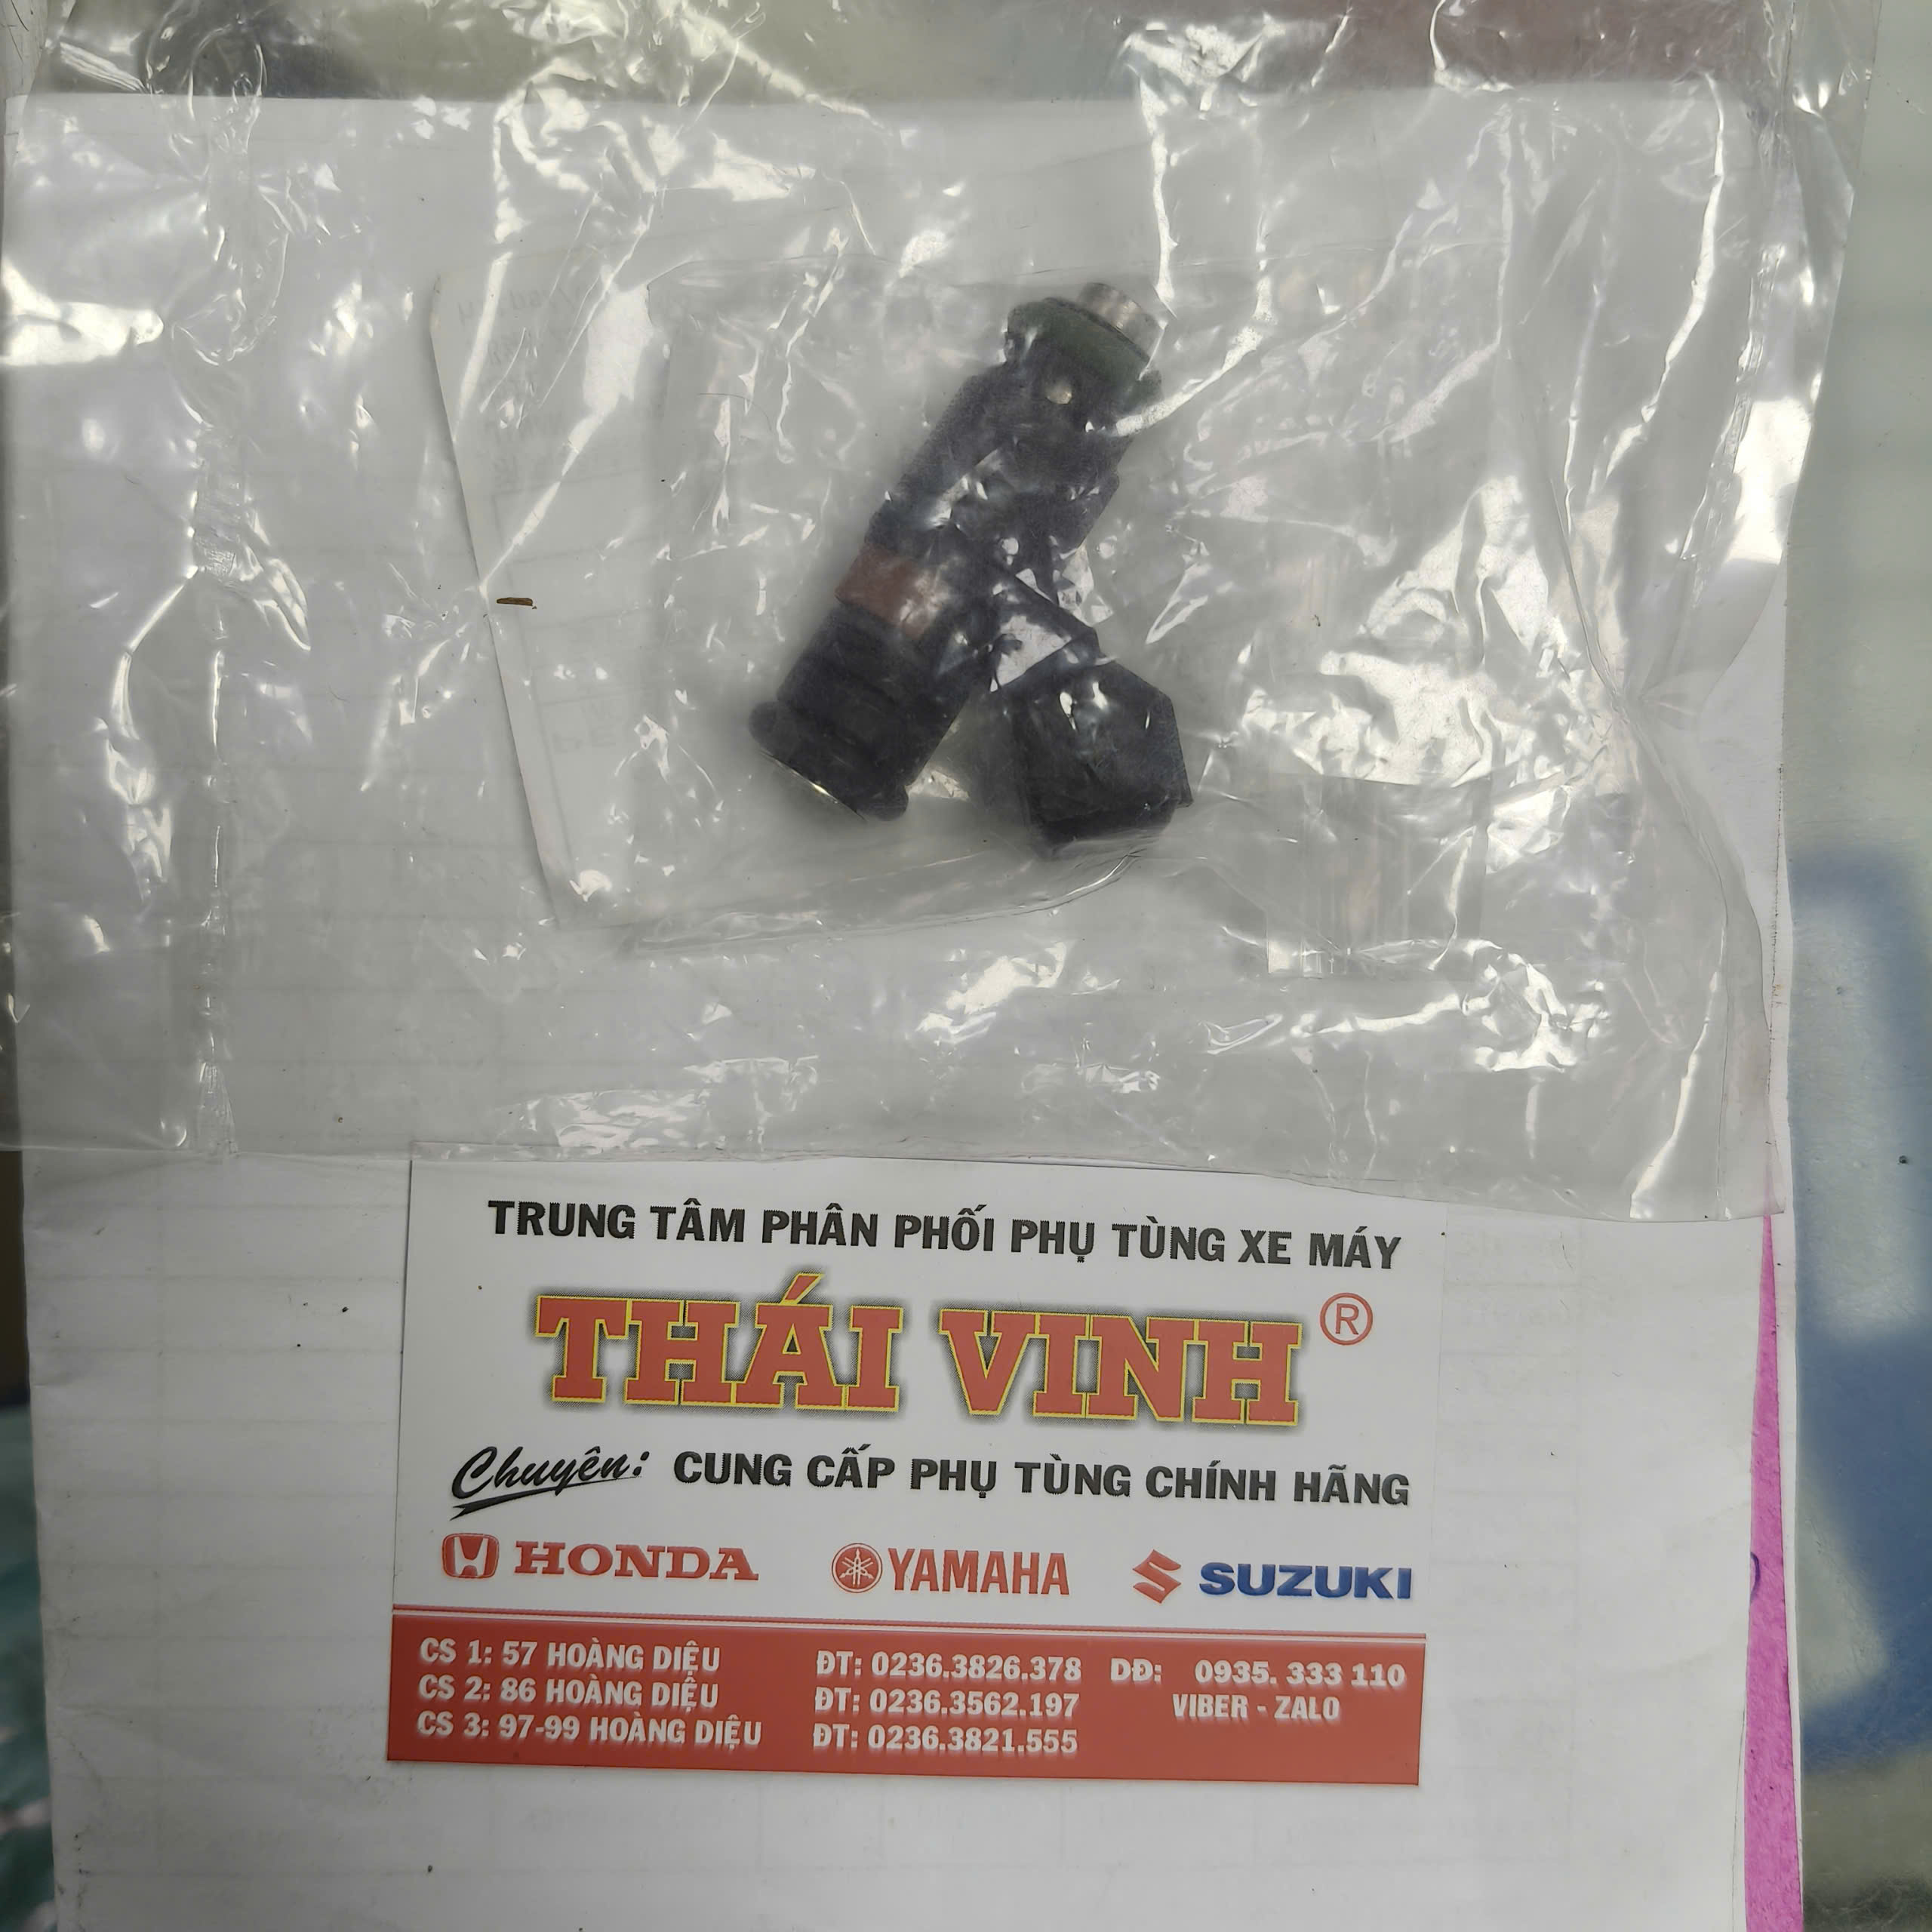 TRUNG TÂM PHÂN PHỐI PHỤ TÙNG XE MÁY
THÁI VINH ®
Chuyên: CUNG CẤP PHỤ TÙNG CHÍNH HÃNG
HONDA YAMAHA SUZUKI
CS 1: 57 HOÀNG DIỆU ĐT: 0236.3826.378 DĐ: 0935. 333 110
CS 2: 86 HOÀNG DIỆU ĐT: 0236.3562.197 VIBER - ZALO
CS 3: 97-99 HOÀNG DIỆU ĐT: 0236.3821.555